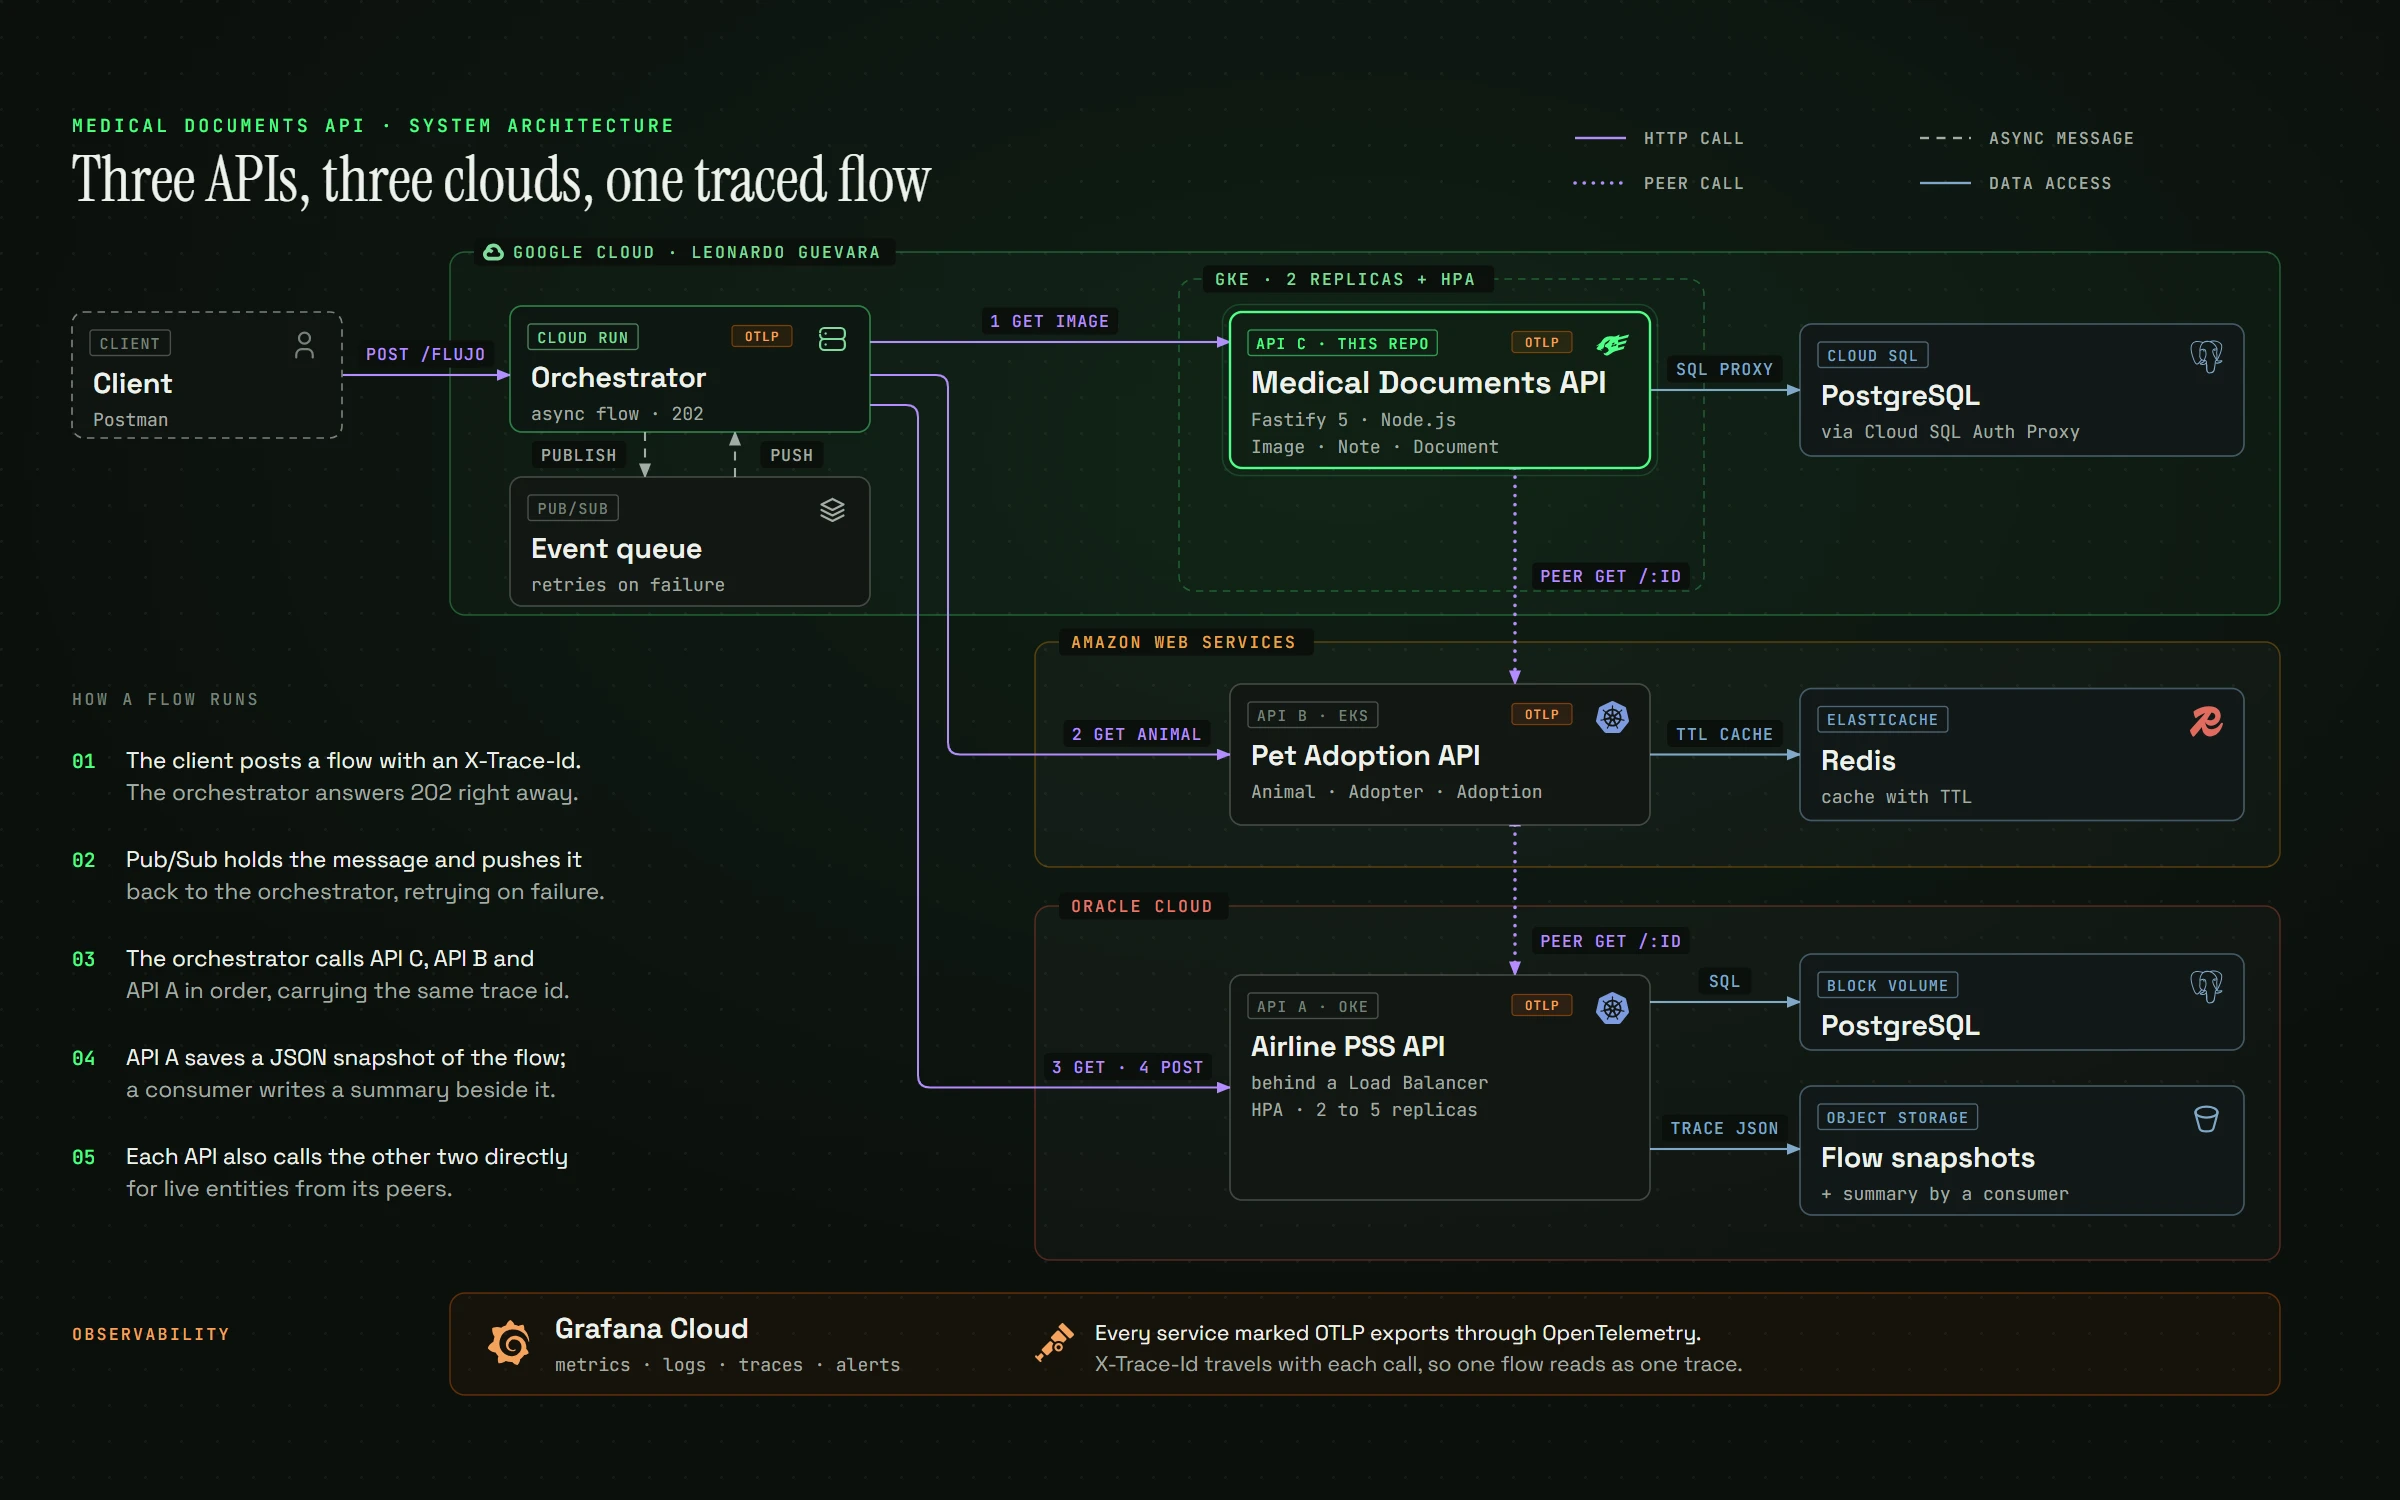 MEDICAL DOCUMENTS API · SYSTEM ARCHITECTURE
Three APIs, three clouds, one traced flow
HTTP CALL
ASYNC MESSAGE
PEER CALL
DATA ACCESS
GOOGLE CLOUD · LEONARDO GUEVARA
GKE · 2 REPLICAS + HPA
CLIENT
Client
Postman
POST /FLUJO
CLOUD RUN
OTLP
Orchestrator
async flow · 202
PUBLISH
PUSH
PUB/SUB
Event queue
retries on failure
1 GET IMAGE
API C · THIS REPO
OTLP
Medical Documents API
Fastify 5 · Node.js
Image · Note · Document
SQL PROXY
CLOUD SQL
PostgreSQL
via Cloud SQL Auth Proxy
PEER GET /:ID
AMAZON WEB SERVICES
2 GET ANIMAL
API B · EKS
OTLP
Pet Adoption API
Animal · Adopter · Adoption
TTL CACHE
ELASTICACHE
Redis
cache with TTL
ORACLE CLOUD
PEER GET /:ID
3 GET · 4 POST
API A · OKE
OTLP
Airline PSS API
behind a Load Balancer
HPA · 2 to 5 replicas
SQL
BLOCK VOLUME
PostgreSQL
TRACE JSON
OBJECT STORAGE
Flow snapshots
+ summary by a consumer
HOW A FLOW RUNS
01 The client posts a flow with an X-Trace-Id.
The orchestrator answers 202 right away.
02 Pub/Sub holds the message and pushes it
back to the orchestrator, retrying on failure.
03 The orchestrator calls API C, API B and
API A in order, carrying the same trace id.
04 API A saves a JSON snapshot of the flow;
a consumer writes a summary beside it.
05 Each API also calls the other two directly
for live entities from its peers.
OBSERVABILITY
Grafana Cloud
metrics · logs · traces · alerts
Every service marked OTLP exports through OpenTelemetry.
X-Trace-Id travels with each call, so one flow reads as one trace.